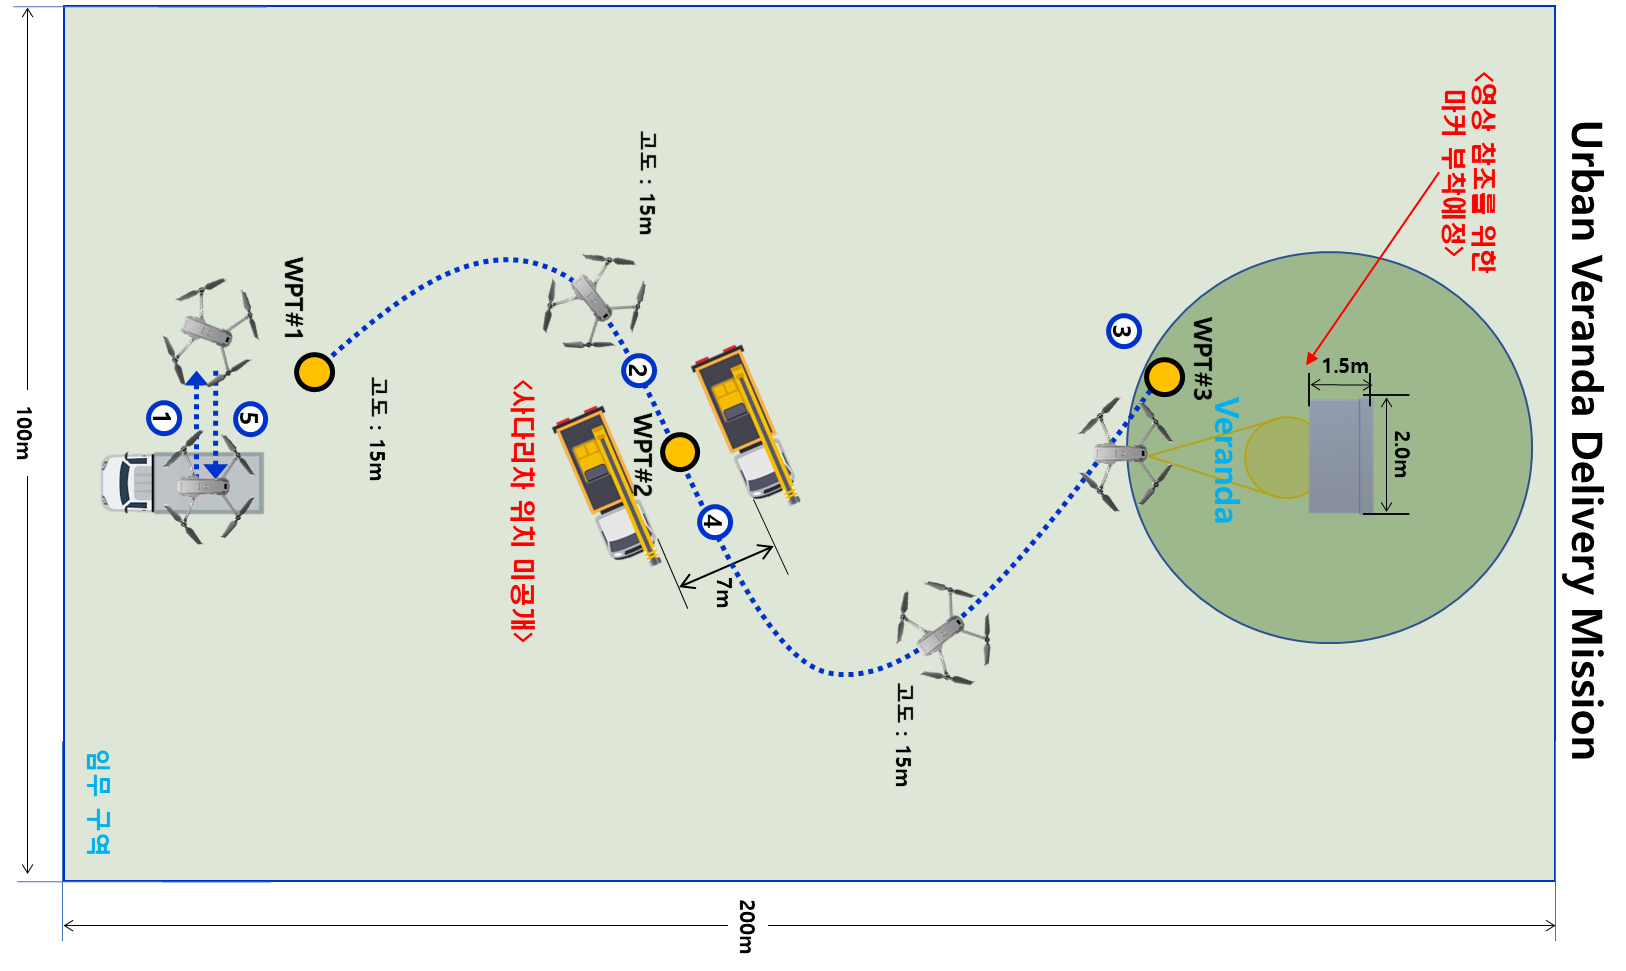 Urban Veranda Delivery Mission
<영상 참조를 위한
마커 부착예정>
고도 : 15m
WPT#1
WPT#3
3
1.5m
2
고도 : 15m
<사다리차 위치 미공개>
1
5
WPT#2
Veranda
2.0m
100m
4
7m
고도 : 15m
임무 구역
200m